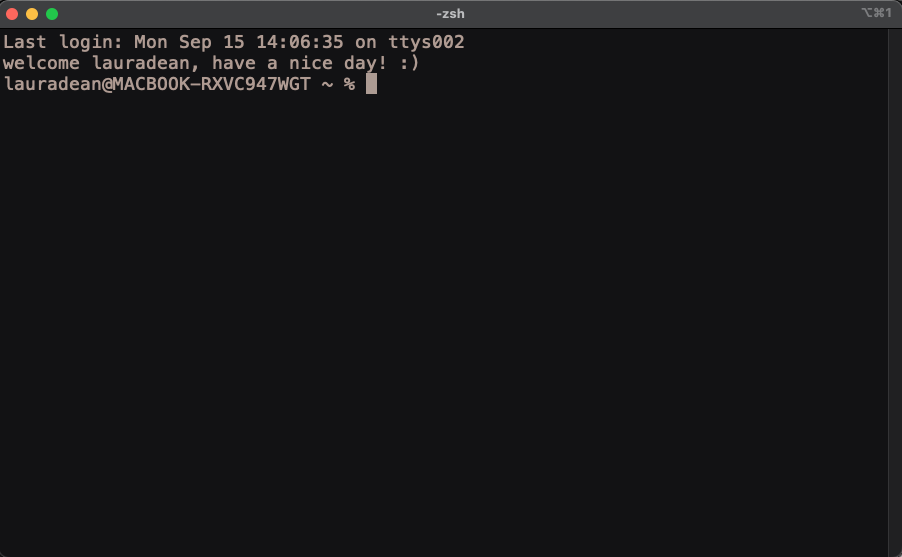 -zsh
⌥⌘1
Last login: Mon Sep 15 14:06:35 on ttys002
welcome lauradean, have a nice day! :)
lauradean@MACBOOK-RXVC947WGT ~ %